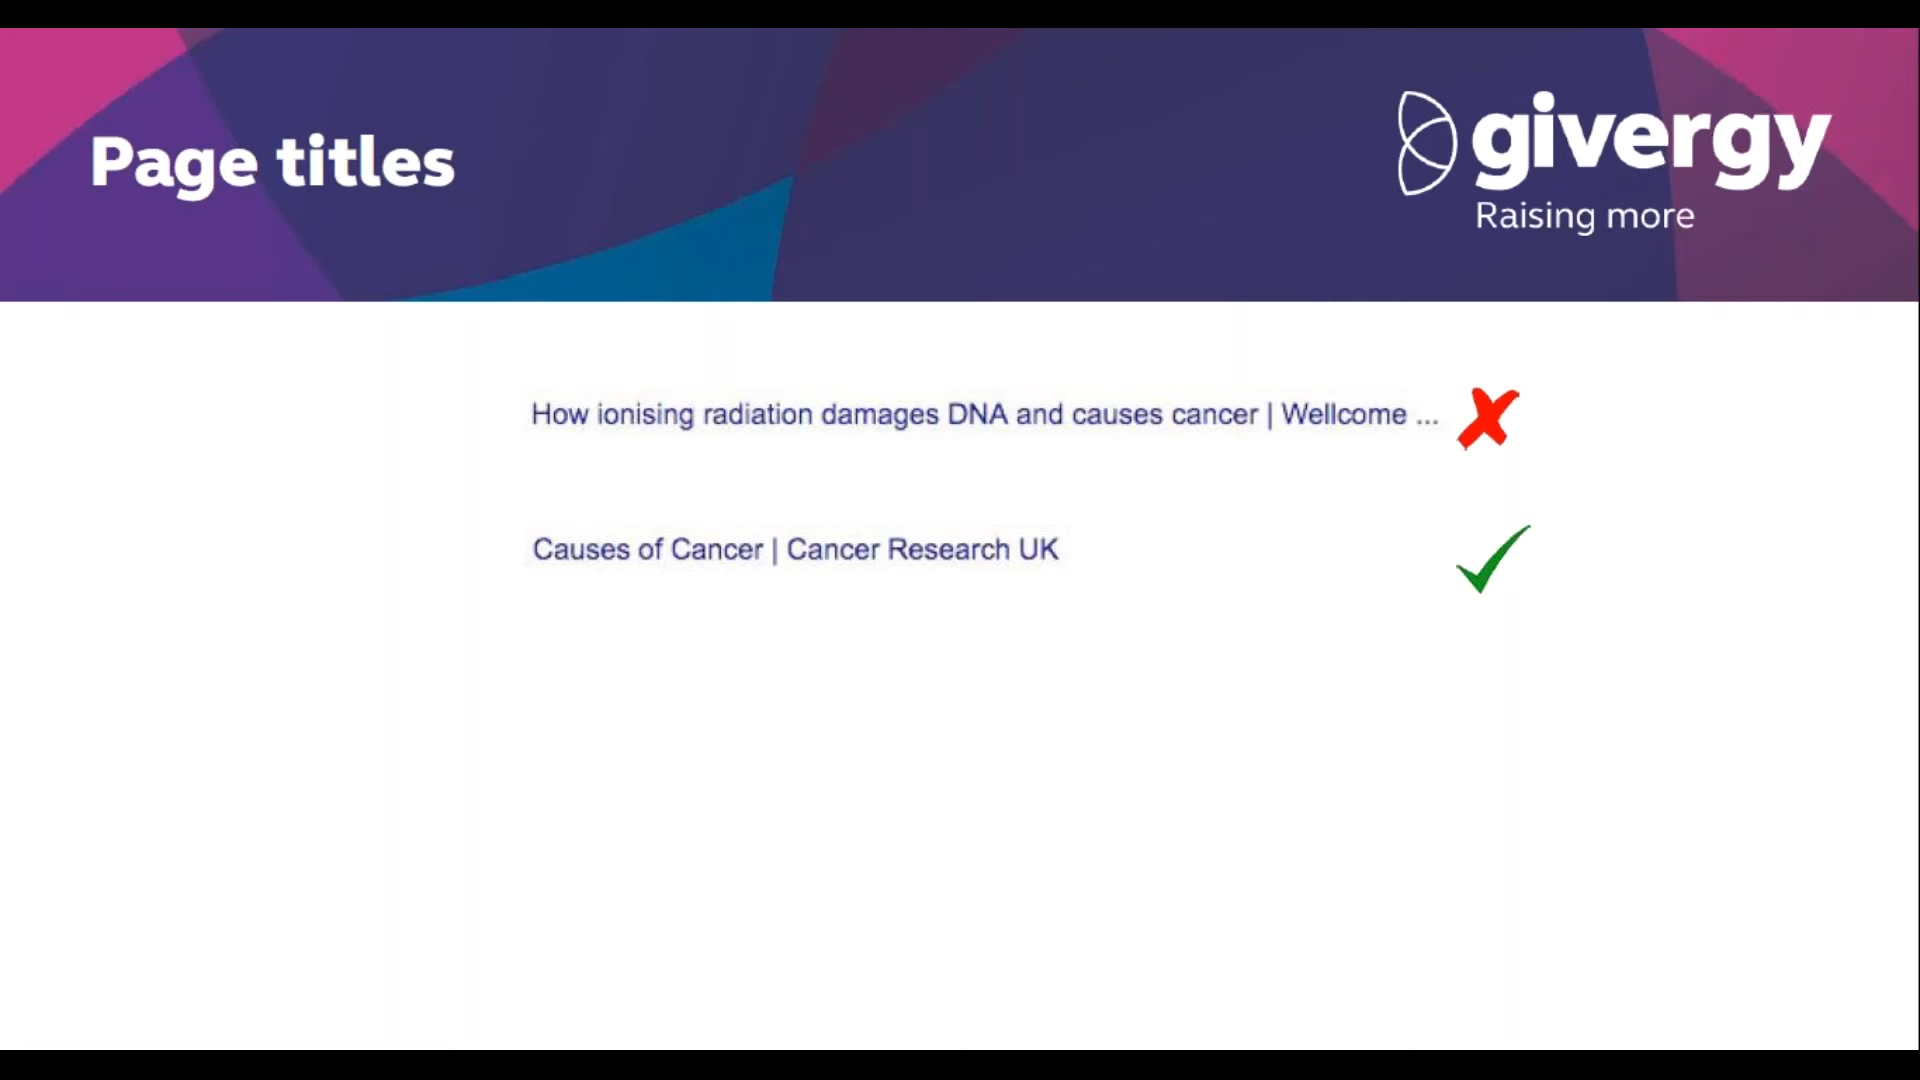 Page titles
givergy
Raising more
How ionising radiation damages DNA and causes cancer | Wellcome ...
Causes of Cancer | Cancer Research UK